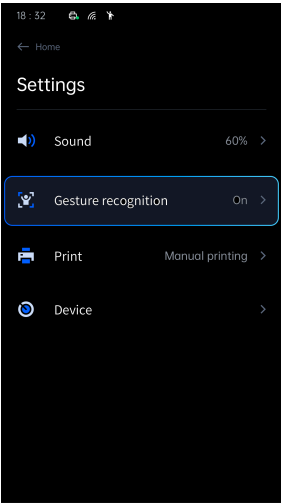 18 : 32
← Home
Settings
Sound 60% >
Gesture recognition On >
Print Manual printing >
Device >